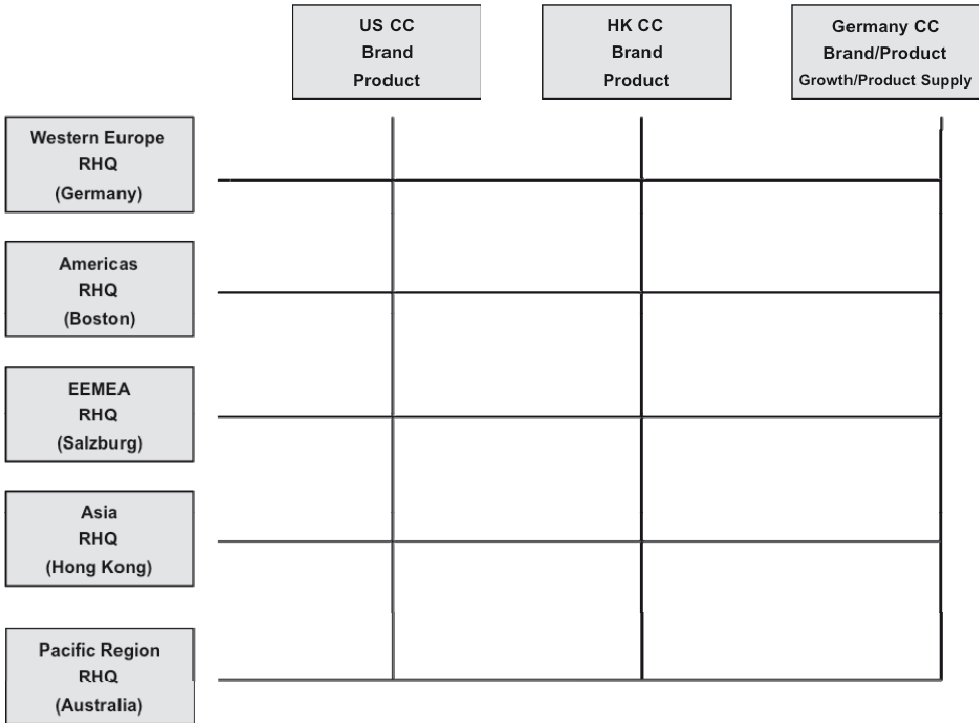 US CC
Brand
Product
HK CC
Brand
Product
Germany CC
Brand/Product
Growth/Product Supply
Western Europe
RHQ
(Germany)
Americas
RHQ
(Boston)
EEMEA
RHQ
(Salzburg)
Asia
RHQ
(Hong Kong)
Pacific Region
RHQ
(Australia)